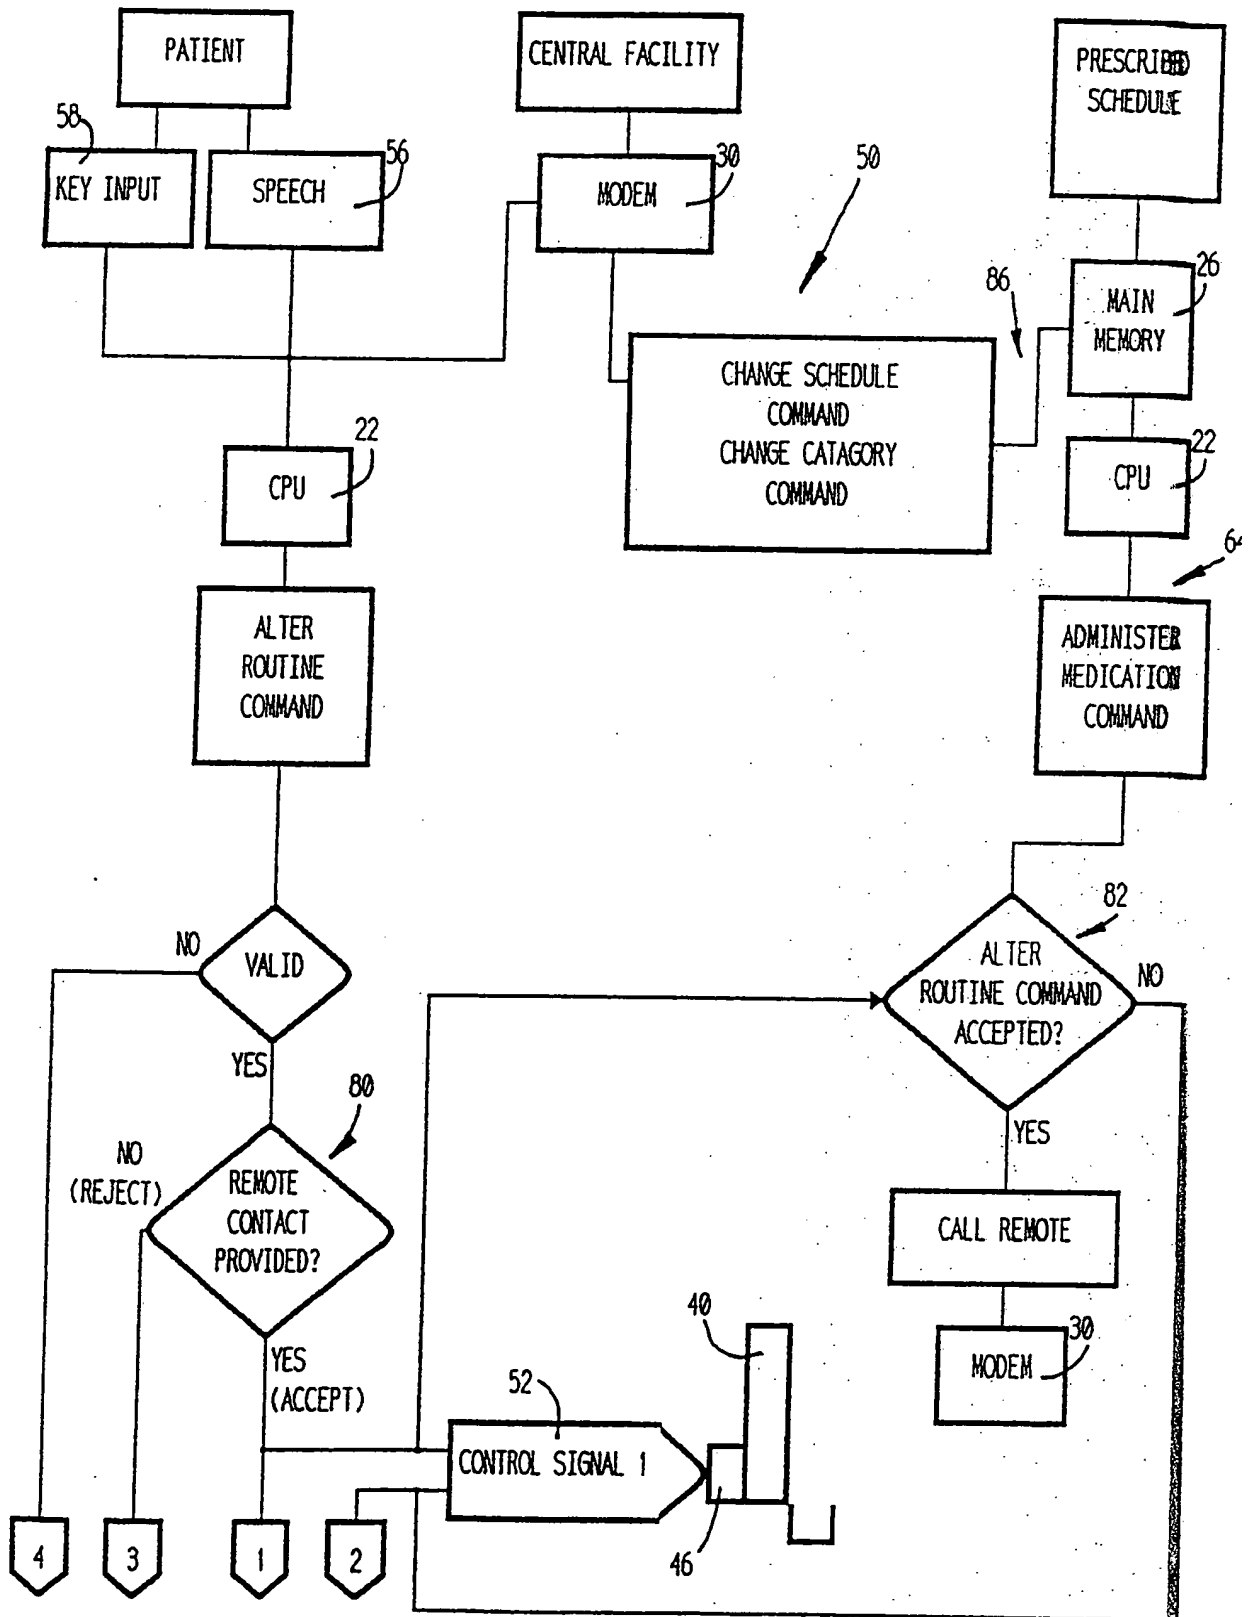 PATIENT
CENTRAL FACILITY
PRESCRIBED
SCHEDULE
58
KEY INPUT
56
SPEECH
30
MODEM
50
86
26
MAIN
MEMORY
CHANGE SCHEDULE
COMMAND
CHANGE CATAGORY
COMMAND
22
CPU
22
CPU
64
ALTER
ROUTINE
COMMAND
ADMINISTER
MEDICATION
COMMAND
NO
VALID
YES
82
ALTER
ROUTINE COMMAND
ACCEPTED?
NO
YES
80
NO
(REJECT)
REMOTE
CONTACT
PROVIDED?
YES
(ACCEPT)
CALL REMOTE
30
MODEM
40
52
CONTROL SIGNAL 1
46
4
3
1
2